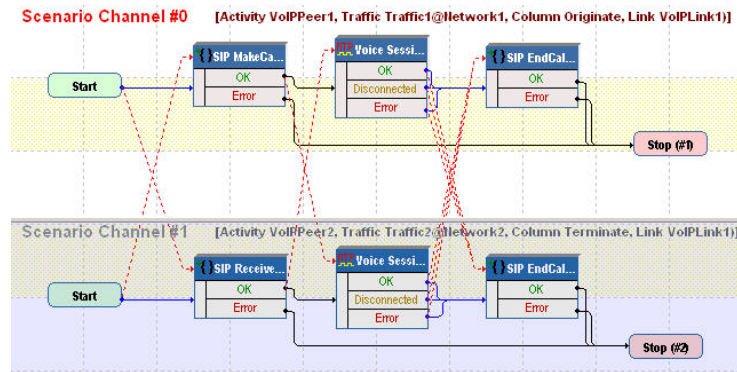 Scenario Channel #0 [Activity VoIPPeer1, Traffic Traffic1@Network1, Column Originate, Link VoIPLink1)]
{}SIP MakeCa... Voice Sessi... {}SIP EndCal...
OK OK OK
Start Disconnected
Error Error Error
Stop (#1)
Scenario Channel #1 [Activity VoIPPeer2, Traffic Traffic2@Network2, Column Terminate, Link VoIPLink1)]
{}SIP Receive... Voice Sessi... {}SIP EndCal...
OK OK OK
Start Disconnected
Error Error Error
Stop (#2)